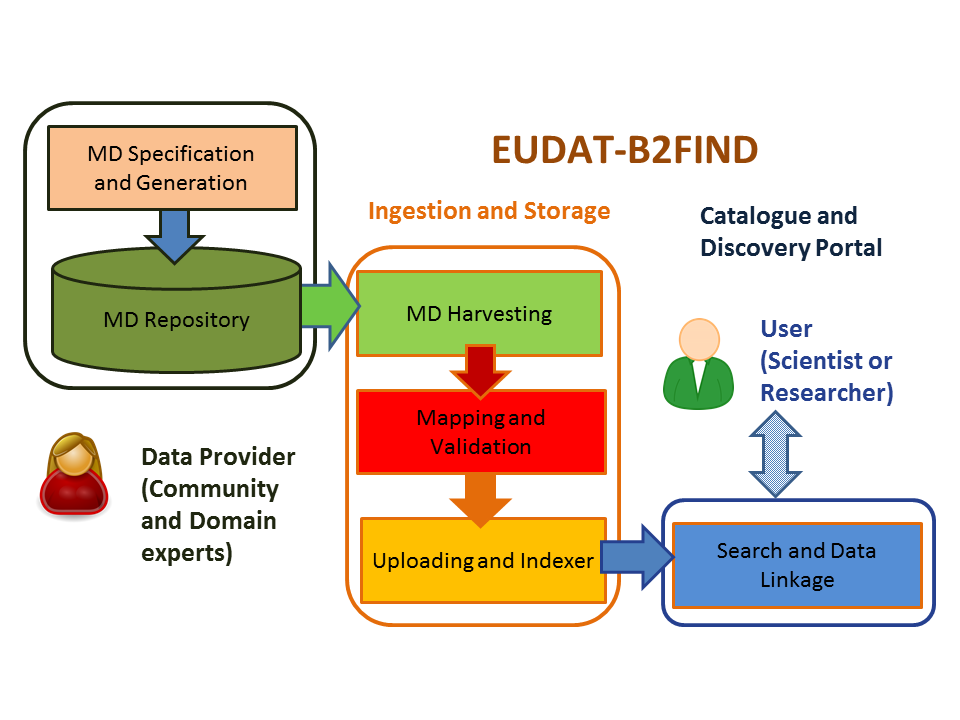 EUDAT-B2FIND
MD Specification
and Generation
MD Repository
Data Provider
(Community
and Domain
experts)
Ingestion and Storage
MD Harvesting
Mapping and
Validation
Uploading and Indexer
Catalogue and
Discovery Portal
User
(Scientist or
Researcher)
Search and Data
Linkage